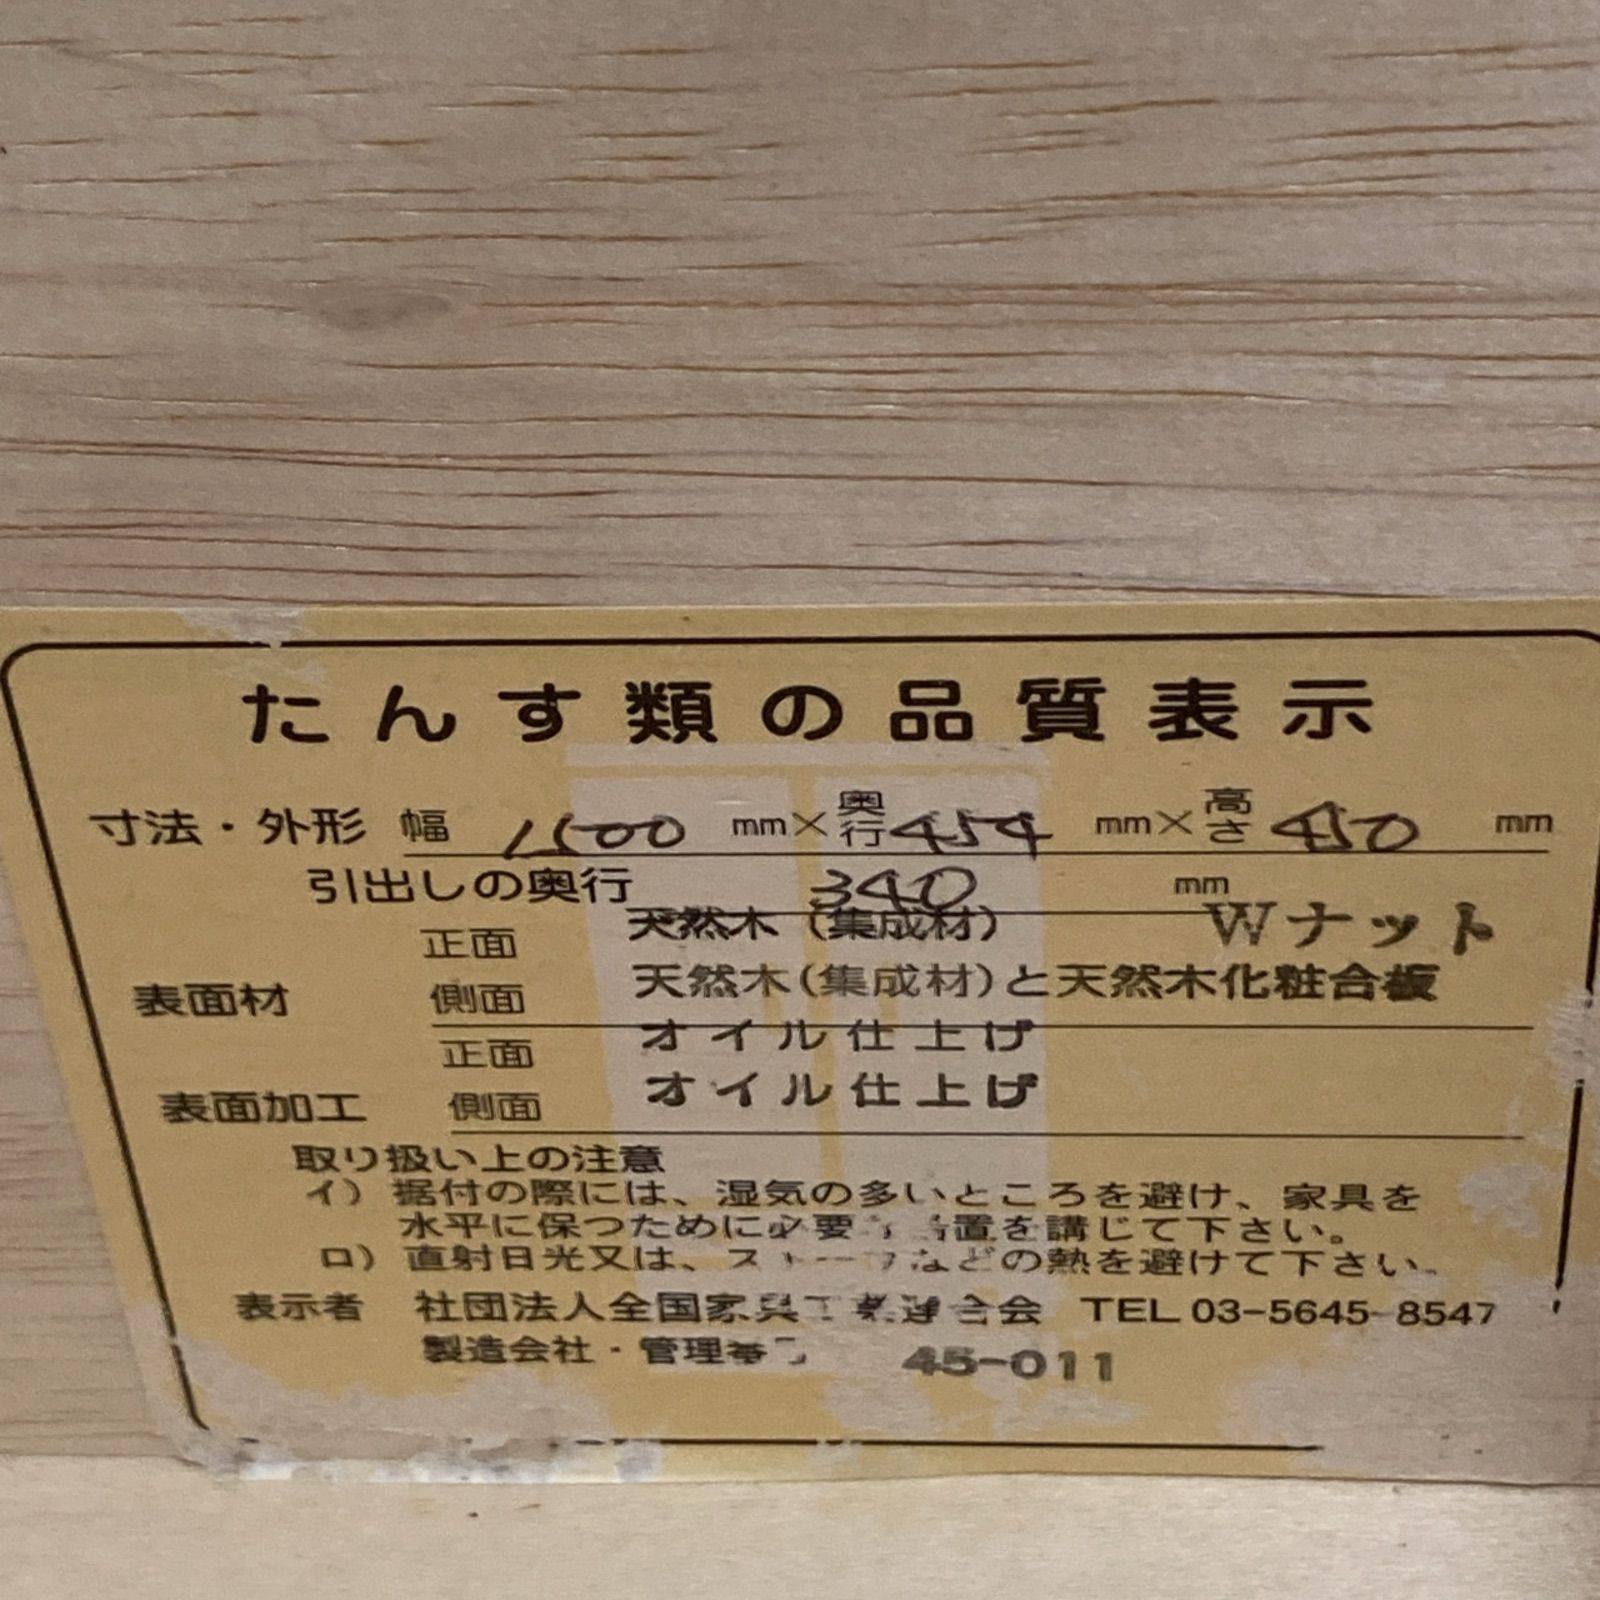 たんす類の品質表示
寸法・外形 幅 1500 mm×奥行 454 mm×高さ 450 mm
引出しの奥行 340 mm
表面材 正面 天然木(集成材) Wナット
側面 天然木(集成材)と天然木化粧合板
表面加工 正面 オイル仕上げ
側面 オイル仕上げ
取り扱い上の注意
イ) 据付の際には、湿気の多いところを避け、家具を
水平に保つために必要な措置を講じて下さい。
ロ) 直射日光又は、ストーブなどの熱を避けて下さい。
表示者 社団法人全国家具工業連合会 TEL 03-5645-8547
製造会社・管理番号 45-011